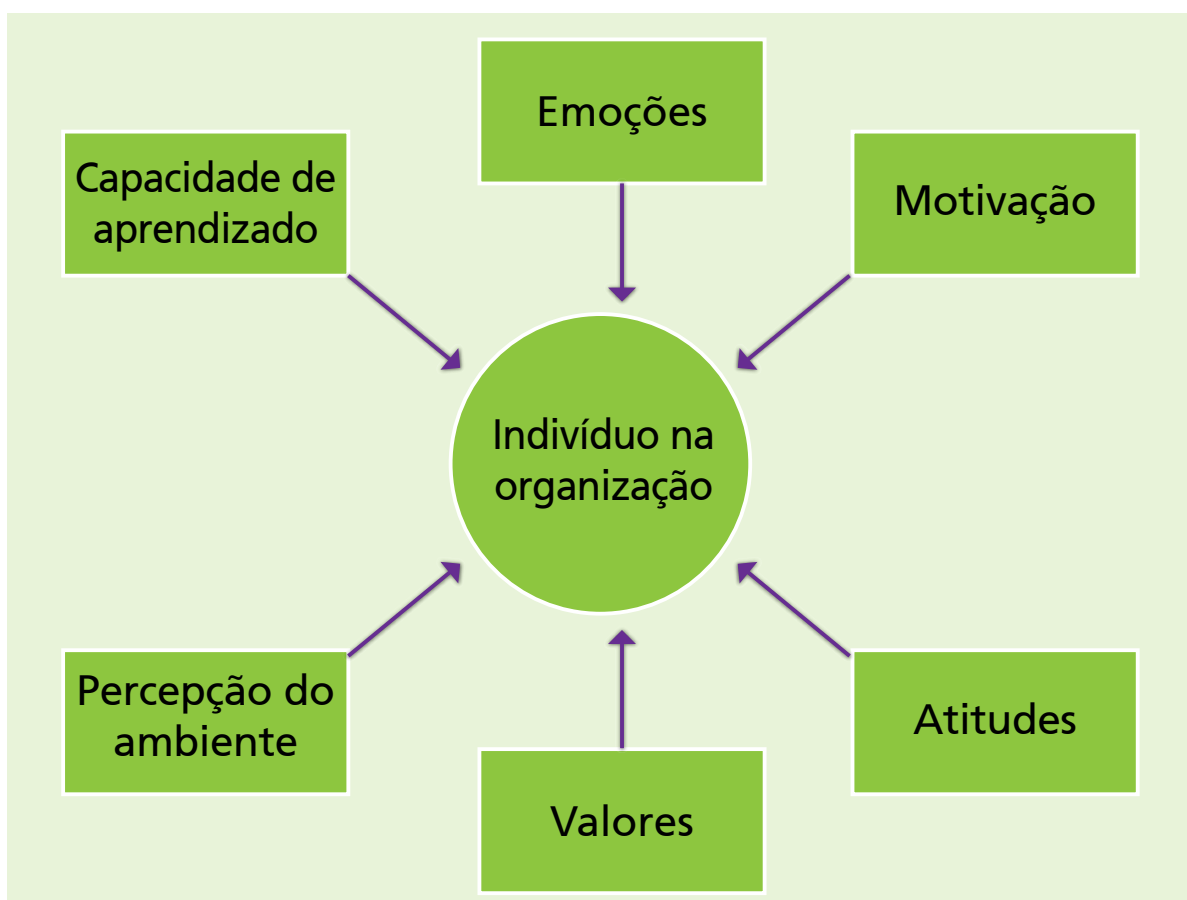 Emoções
Capacidade de
aprendizado
Motivação
Indivíduo na
organização
Percepção do
ambiente
Atitudes
Valores